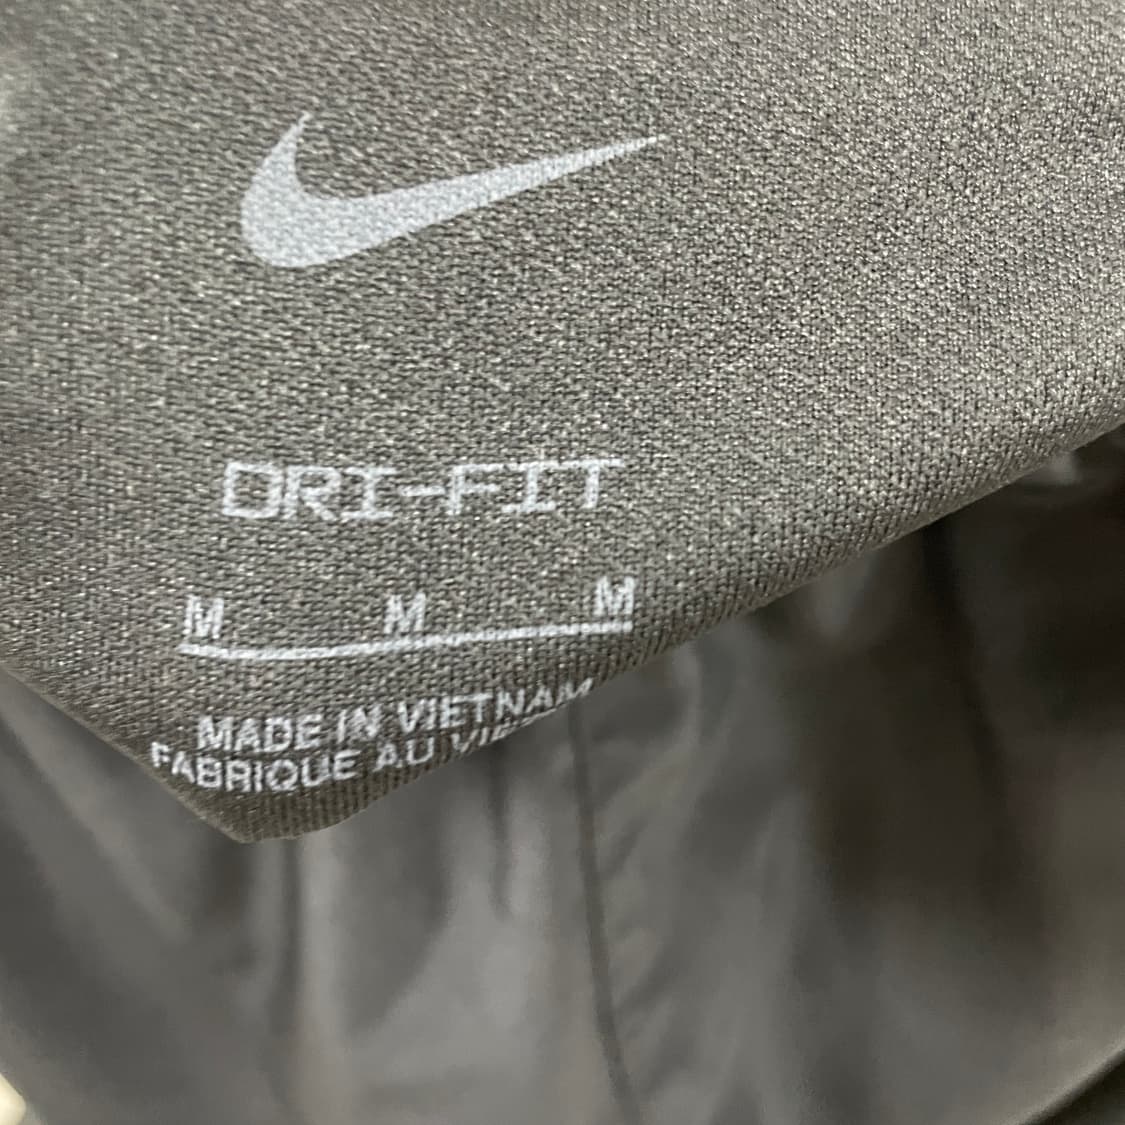 DRI-FIT
M M M
MADE IN VIETNAM
FABRIQUE AU